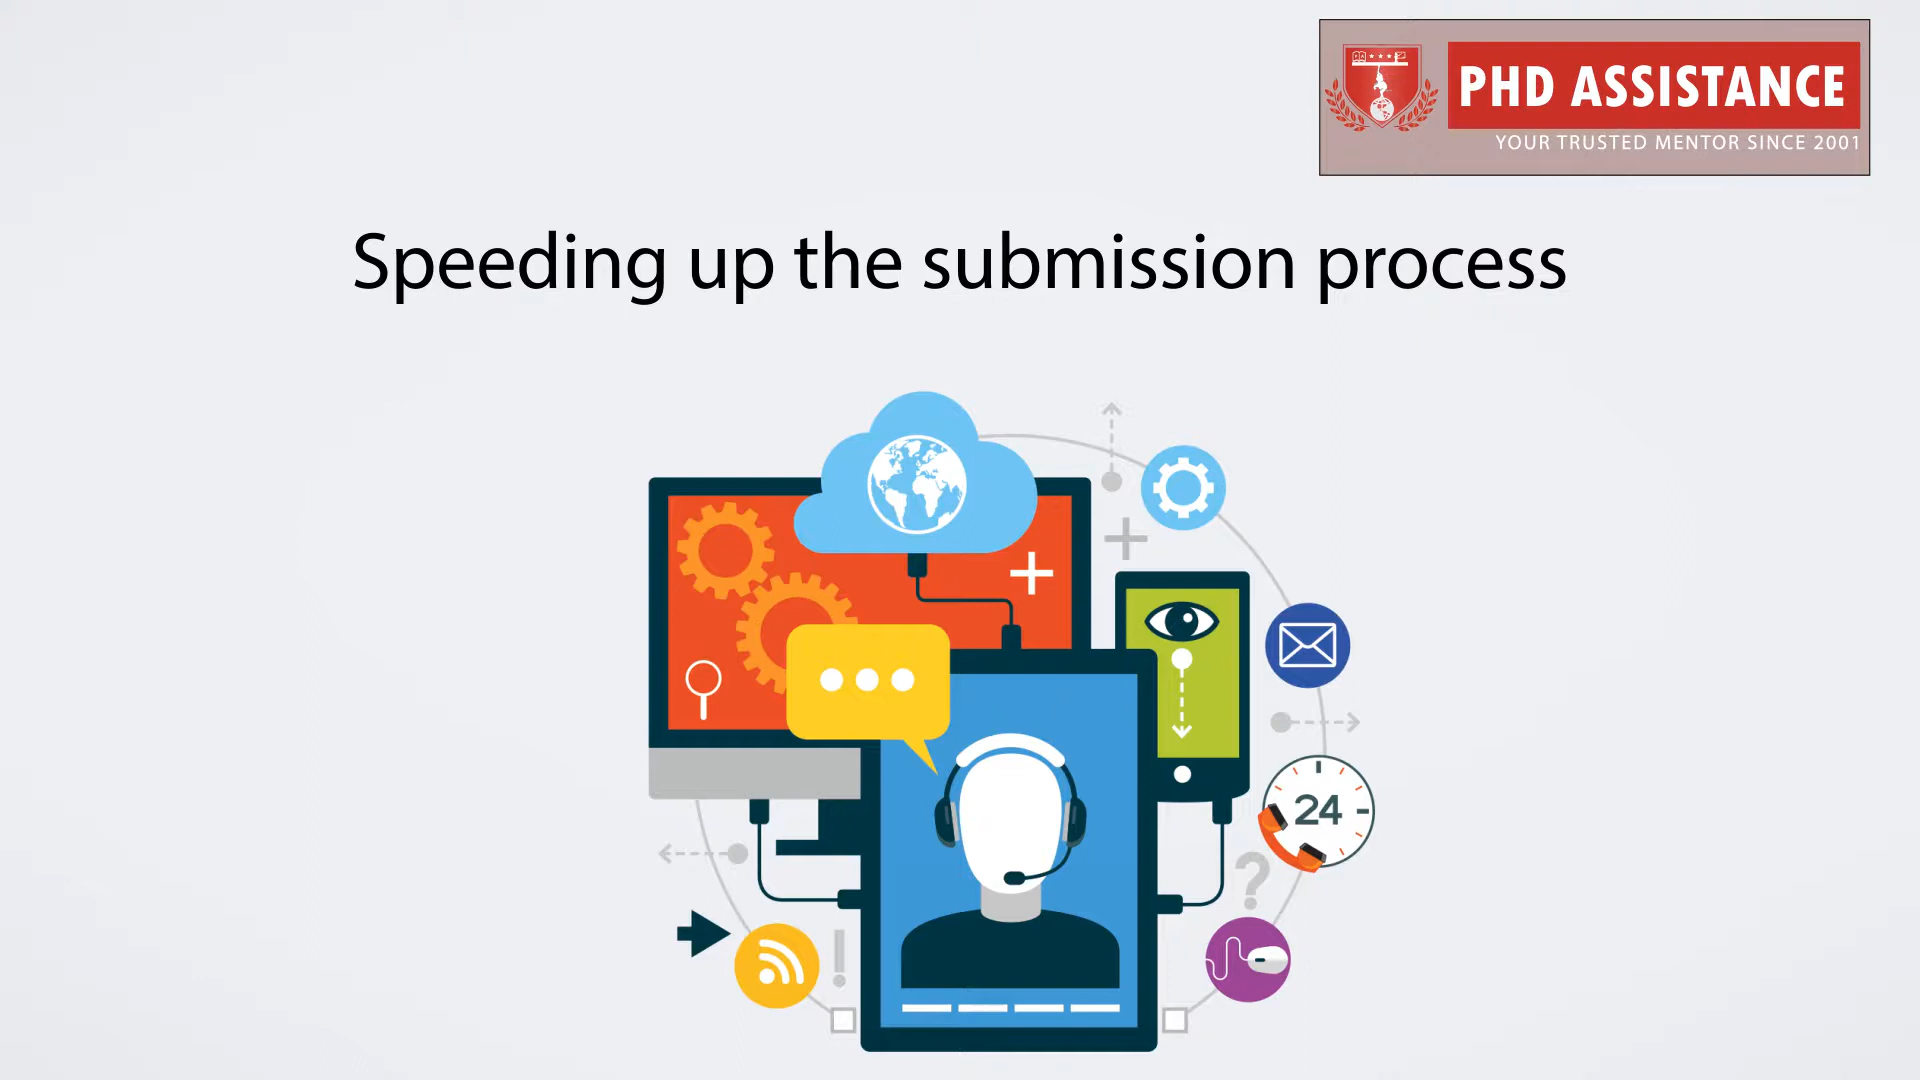 PHD ASSISTANCE
YOUR TRUSTED MENTOR SINCE 2001
Speeding up the submission process
24